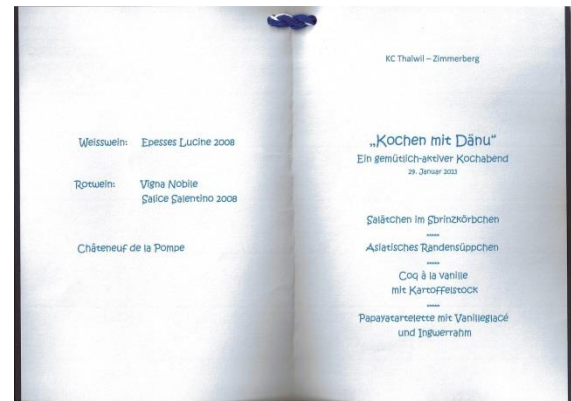 Weisswein: Epesses Lucine 2008
Rotwein: Vigna Nobile
Salice Salentino 2008
Châteneuf de la Pompe
KC Thalwil – Zimmerberg
„Kochen mit Dänu“
Ein gemütlich-aktiver Kochabend
29. Januar 2013
Salätchen im Sbrinzkörbchen
*****
Asiatisches Randensüppchen
*****
Coq à la vanille
mit Kartoffelstock
*****
Papayatartelette mit Vanilleglacé
und Ingwerrahm